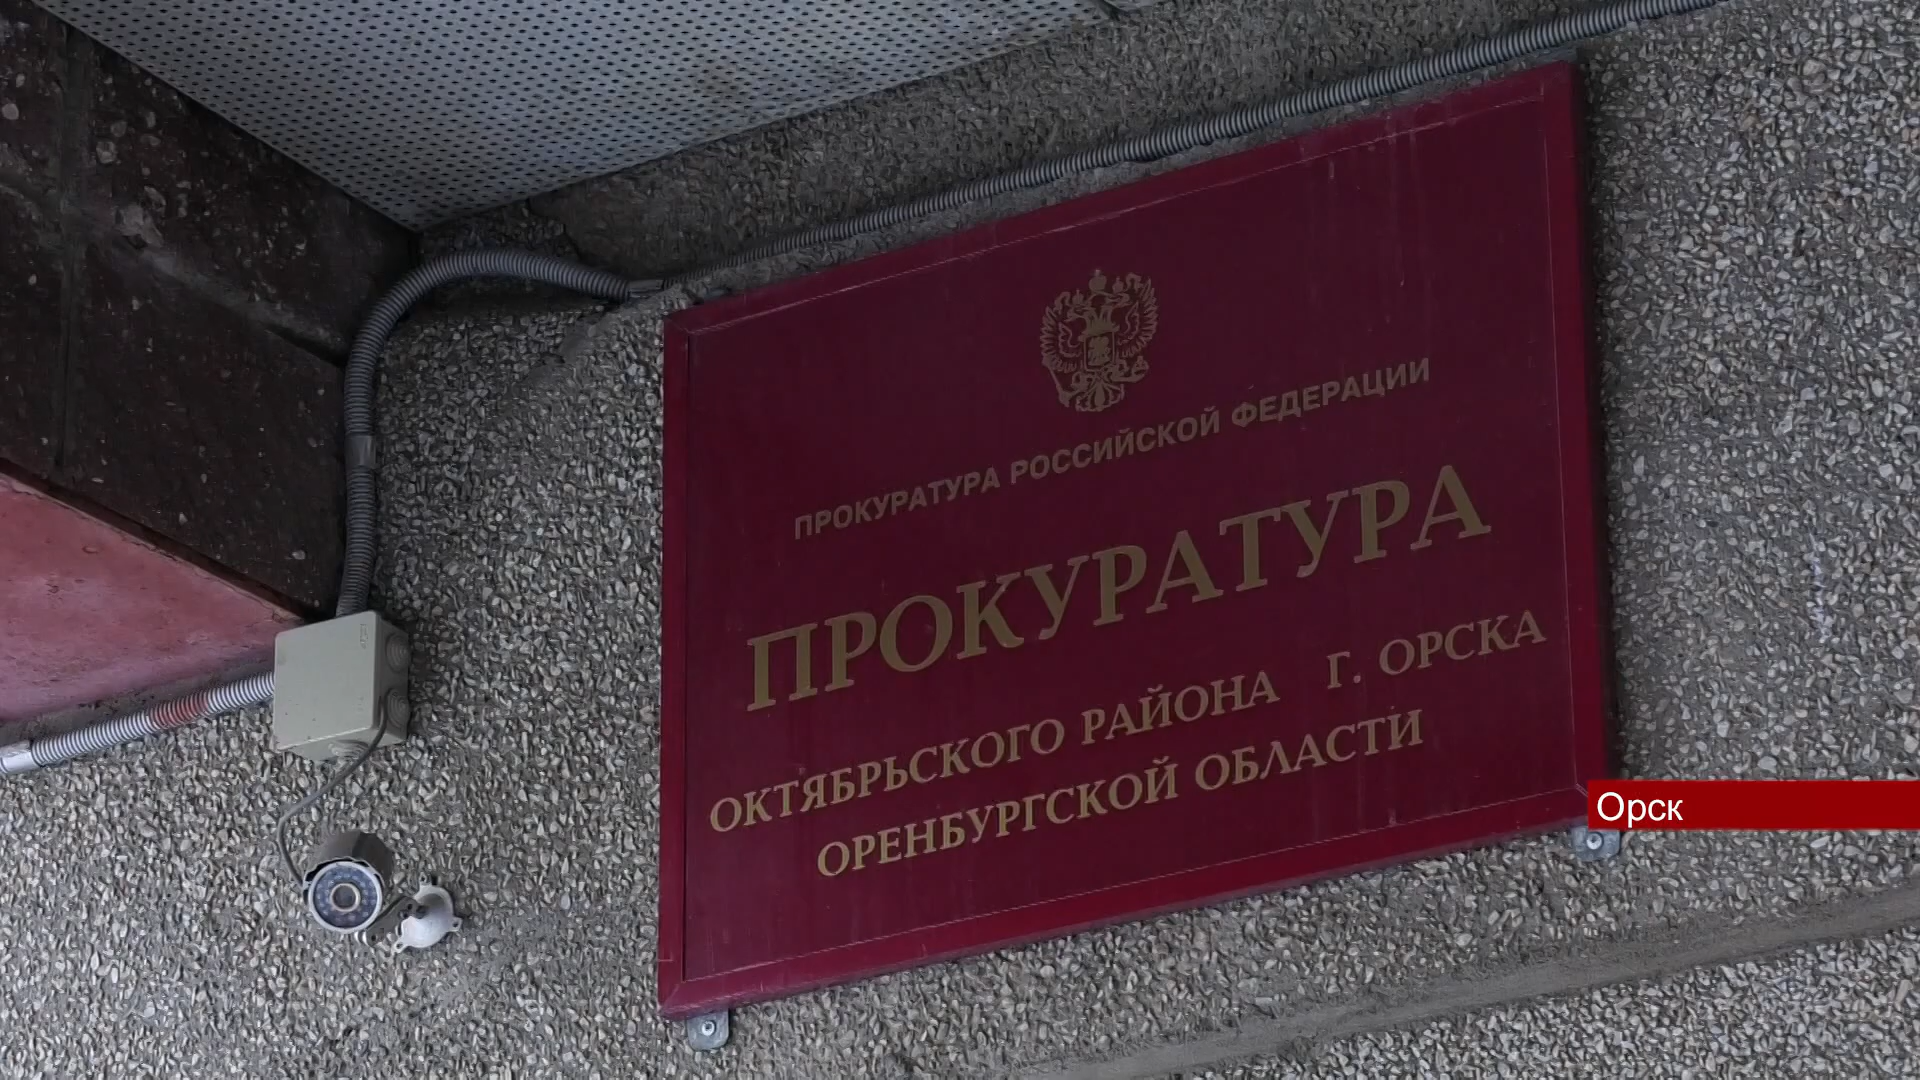 ПРОКУРАТУРА РОССИЙСКОЙ ФЕДЕРАЦИИ
ПРОКУРАТУРА
ОКТЯБРЬСКОГО РАЙОНА Г. ОРСКА
ОРЕНБУРГСКОЙ ОБЛАСТИ
Орск